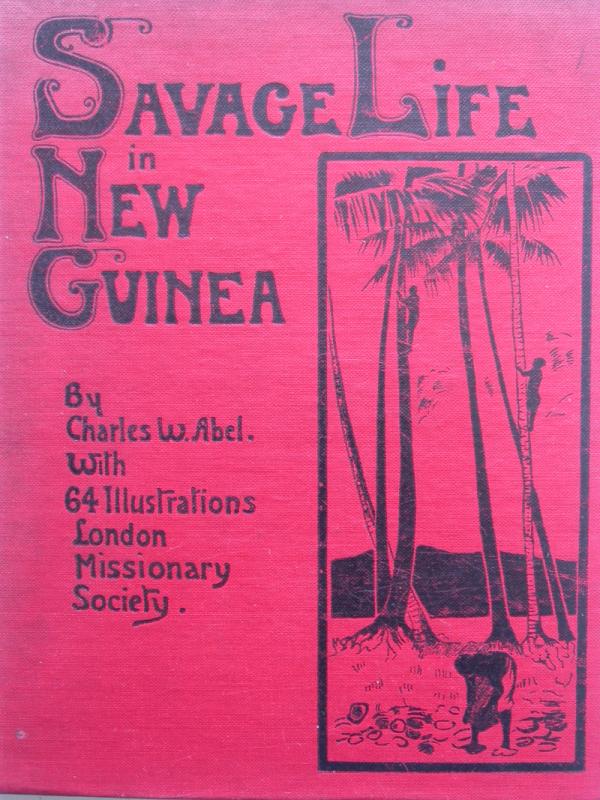 Savage Life
in
New
Guinea
By
Charles W. Abel.
With
64 Illustrations
London
Missionary
Society.